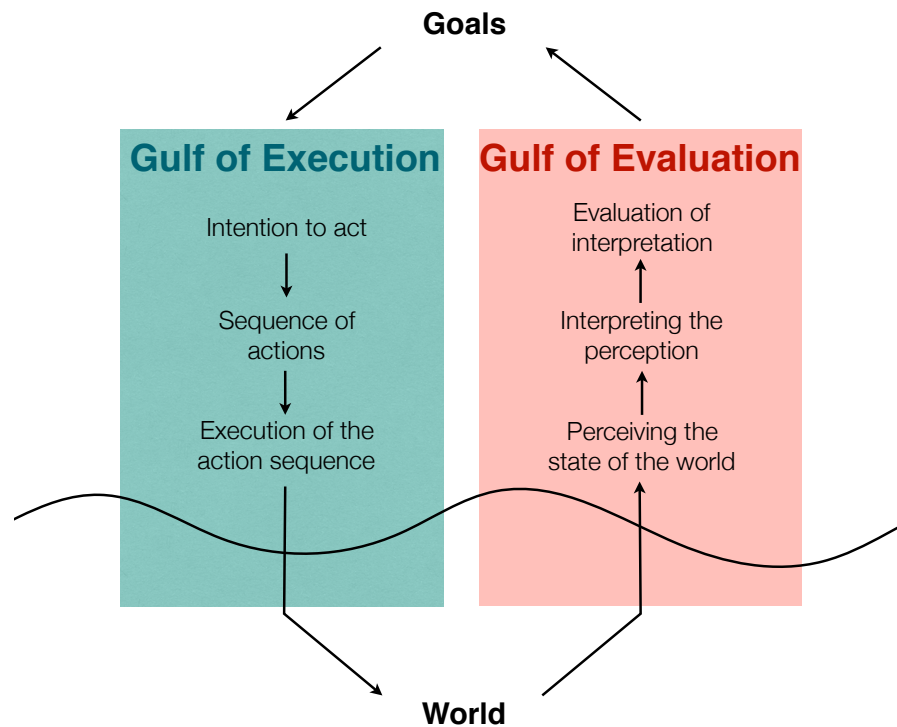 Goals
Gulf of Execution
Intention to act
Sequence of
actions
Execution of the
action sequence
Gulf of Evaluation
Evaluation of
interpretation
Interpreting the
perception
Perceiving the
state of the world
World